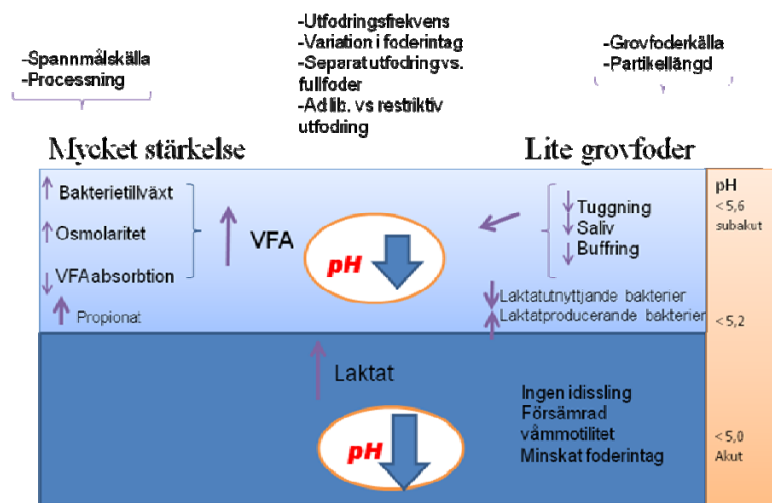 -Utfodringsfrekvens
-Variation i foderintag
-Separat utfodring vs.
fullfoder
-Ad lib. vs restriktiv
utfodring
-Spannmålskälla
-Processning
-Grovfoderkälla
-Partikellängd
Mycket stärkelse
Lite grovfoder
Bakterietillväxt
Osmolaritet
VFA absorbtion
Propionat
VFA
pH
Tuggning
Saliv
Buffring
Laktatutnyttjande bakterier
Laktatproducerande bakterier
pH
<5,6
subakut
<5,2
<5,0
Akut
Laktat
pH
Ingen idissling
Försämrad
våmmotilitet
Minskat foderintag